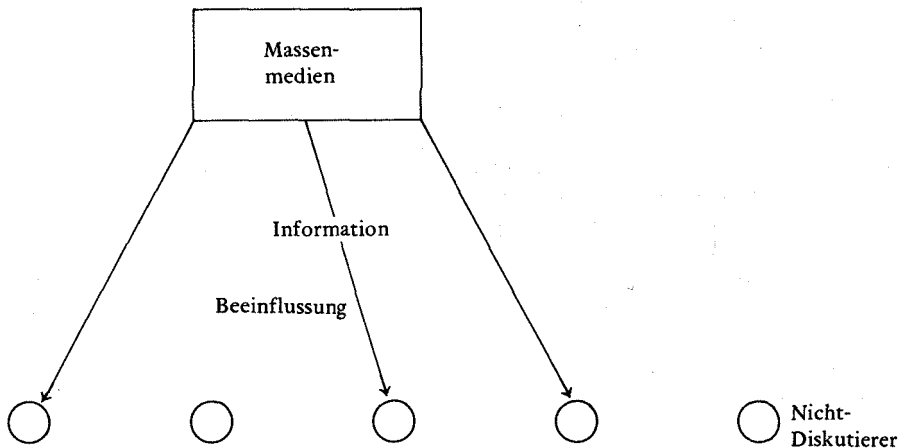 Massen-
medien
Information
Beeinflussung
Nicht-
Diskutierer